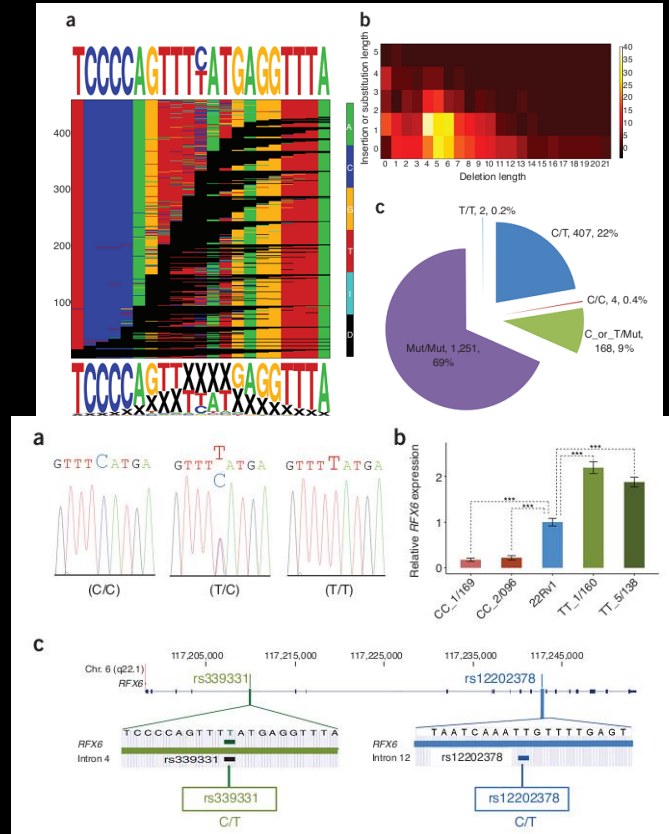 a
TCCCCAGTTTCATGAGGTTTA
T
400
300
200
100
A
C
G
T
I
D
TCCCCAGTTXXXXGAGGTTTA
b
Insertion or substitution length
5
4
3
2
1
0
0 1 2 3 4 5 6 7 8 9 10 11 12 13 14 15 16 17 18 19 20 21
Deletion length
40
35
30
25
20
15
10
5
0
c
T/T, 2, 0.2%
C/T, 407, 22%
C/C, 4, 0.4%
C_or_T/Mut,
168, 9%
Mut/Mut, 1,251,
69%
a
GTTTCATGA
(C/C)
T
GTTT ATGA
C
(T/C)
GTTTTATGA
(T/T)
b
Relative RFX6 expression
2
1
0
***
***
***
***
CC_1/169
CC_2/096
22Rv1
TT_1/160
TT_5/138
c
117,205,000 117,215,000 117,225,000 117,235,000 117,245,000
Chr. 6 (q22.1)
RFX6
rs339331
rs12202378
TCCCCAGTTTTATGAGGTTTA
RFX6
Intron 4
rs339331
rs339331
C/T
TAATCAAATTGTTTTGAGT
RFX6
Intron 12
rs12202378
rs12202378
C/T